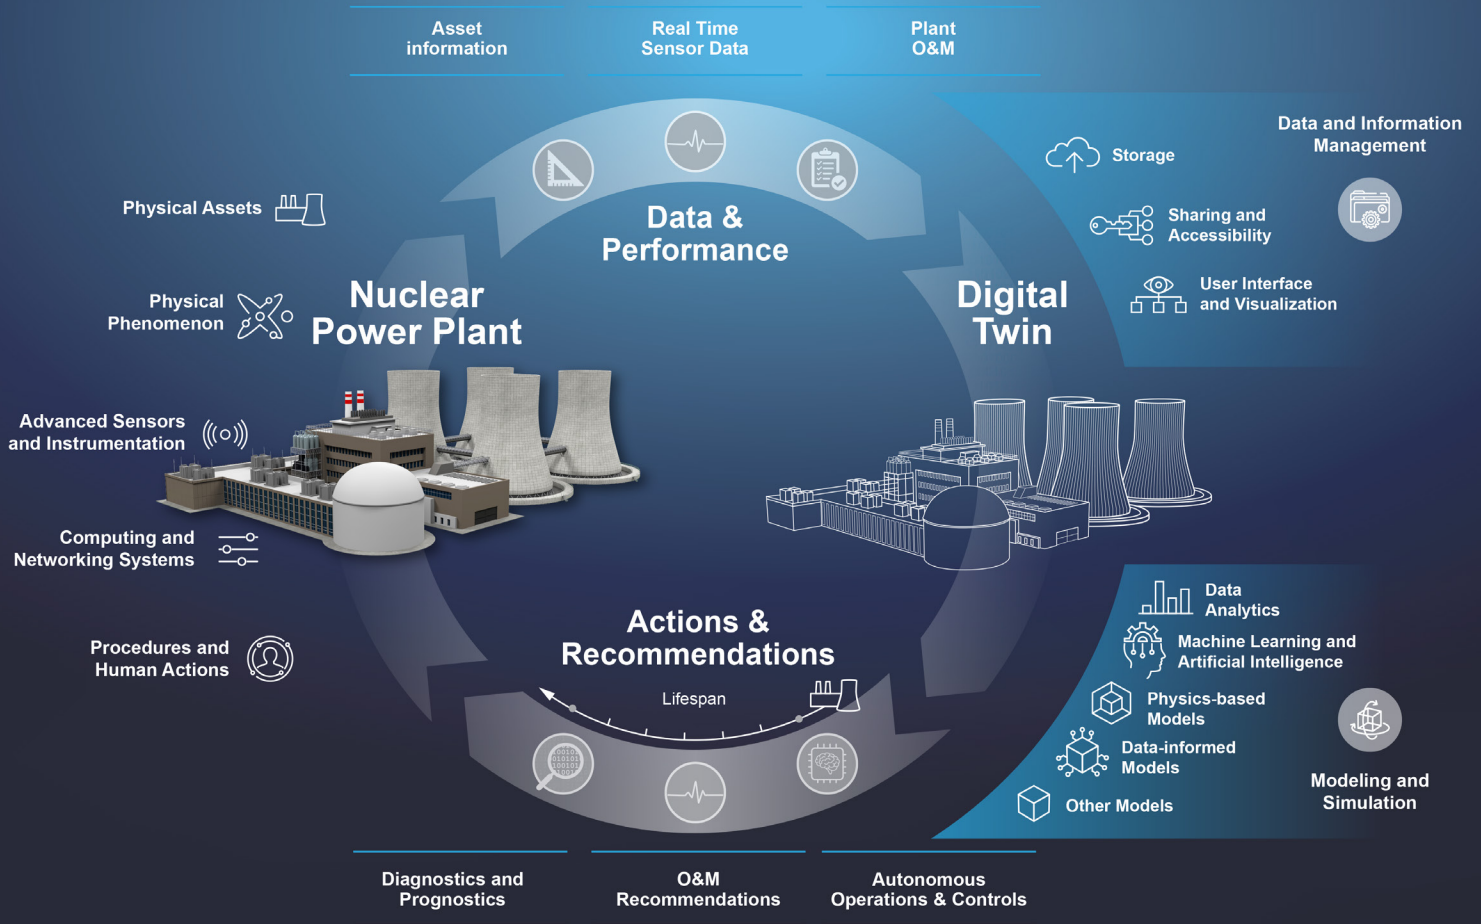 Asset
information
Real Time
Sensor Data
Plant
O&M
Data &
Performance
Nuclear
Power Plant
Physical Assets
Physical
Phenomenon
Advanced Sensors
and Instrumentation
Computing and
Networking Systems
Procedures and
Human Actions
Digital
Twin
Data and Information
Management
Storage
Sharing and
Accessibility
User Interface
and Visualization
Data
Analytics
Machine Learning and
Artificial Intelligence
Physics-based
Models
Data-informed
Models
Other Models
Modeling and
Simulation
Actions &
Recommendations
Lifespan
Diagnostics and
Prognostics
O&M
Recommendations
Autonomous
Operations & Controls